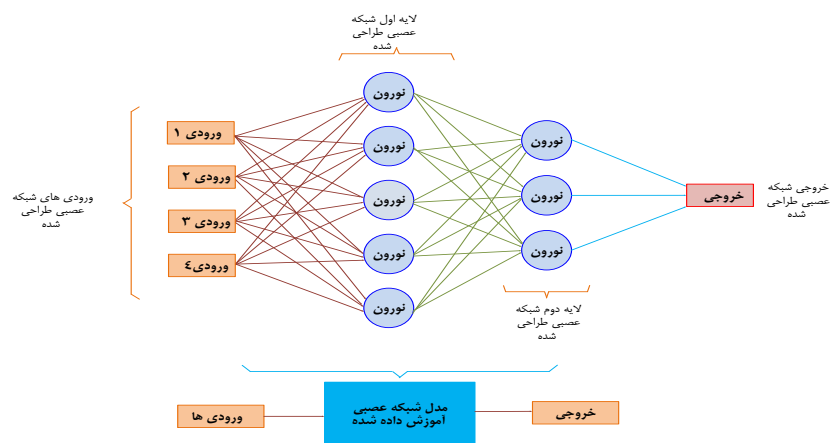 لایه اول شبکه
عصبی طراحی
شده
ورودی های شبکه
عصبی طراحی
شده
ورودی ۱
ورودی ۲
ورودی ۳
ورودی٤
نورون
نورون
نورون
نورون
نورون
نورون
نورون
نورون
لایه دوم شبکه
عصبی طراحی
شده
خروجی
خروجی شبکه
عصبی طراحی
شده
ورودی ها
مدل شبکه عصبی
آموزش داده شده
خروجی